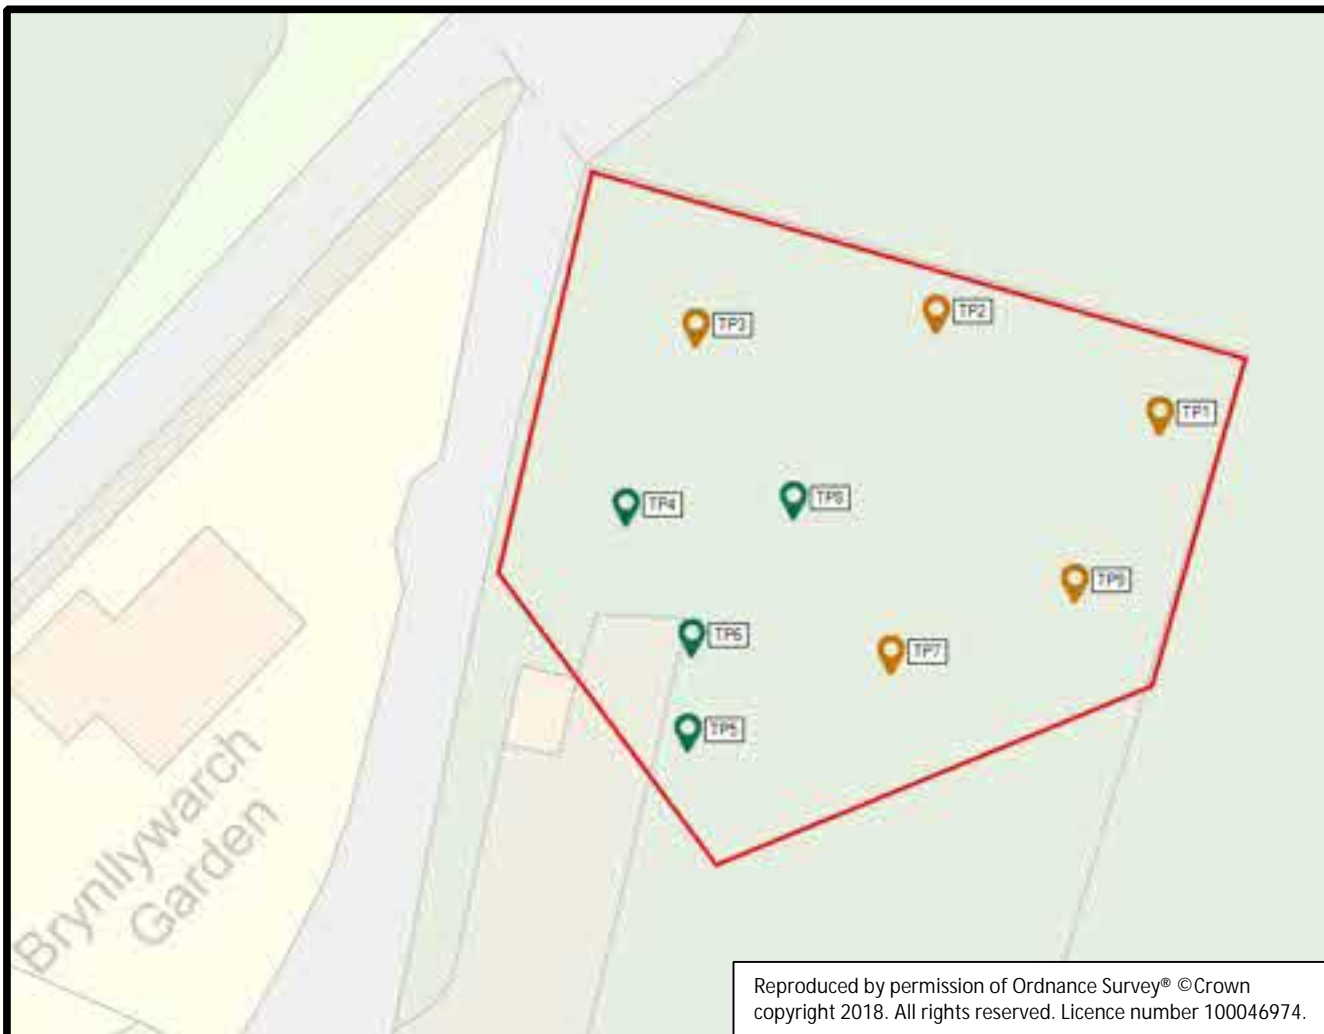 TP3
TP2
TP1
TP4
TP8
TP9
TP6
TP7
TP5
Brynllywarch
Garden
Reproduced by permission of Ordnance Survey® ©Crown
copyright 2018. All rights reserved. Licence number 100046974.